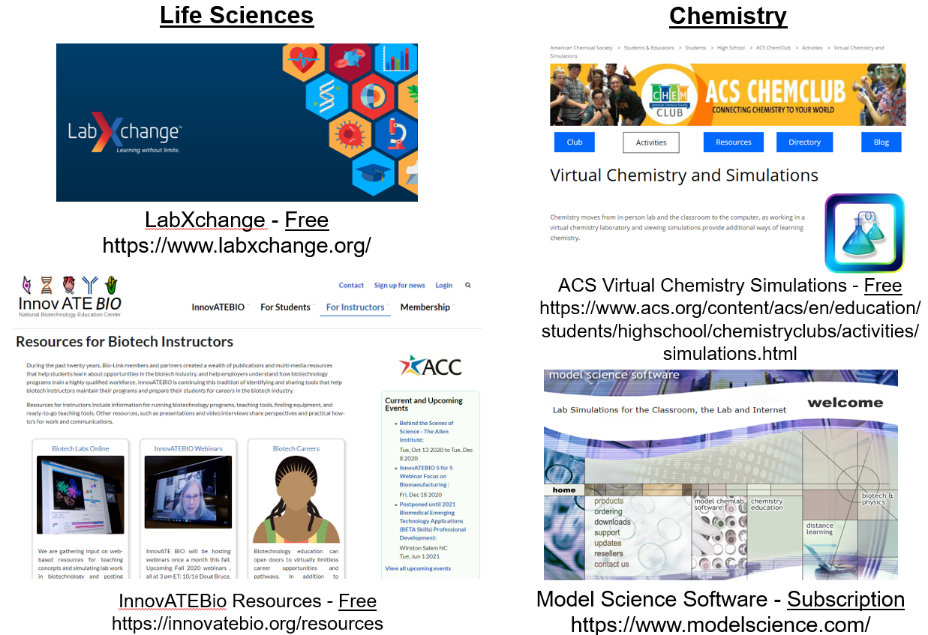 Life Sciences
LabXchange™
Learning without limits.
LabXchange - Free
https://www.labxchange.org/
InnovATE BIO
National Biotechnology Education Center
Contact Sign up for news Login
InnovATEBIO For Students For Instructors Membership
Resources for Biotech Instructors
During the past twenty years, Bio-Link members and partners created a wealth of publications and multi-media resources
that help students learn about opportunities in the biotech industry, and help employers understand how biotechnology
programs train a highly qualified workforce. InnovATEBIO is continuing this tradition of identifying and sharing tools that help
biotech instructors maintain their programs and prepare their students for careers in the biotech industry.
Resources for instructors include information for running biotechnology programs, teaching tools, finding equipment, and
ready-to-go teaching tools. Other resources, such as presentations and video interviews share perspectives and practical how-
to's for work and communications.
Biotech Labs Online
We are gathering input on web-
based resources for teaching
concepts and simulating lab work
in biotechnology and posting
InnovATEBIO Webinars
InnovATE BIO will be hosting
webinars once a month this fall.
Upcoming Fall 2020 webinars ,
all at 3 pm ET: 10/16 Doug Bruce,
Biotech Careers
Biotechnology education can
open doors to virtually limitless
career opportunities and
pathways. In addition to
ACC
Current and Upcoming
Events
Behind the Scenes of
Science - The Allen
Institute:
Tue, Oct 13 2020 to Tue, Dec
8 2020
InnovATEBIO 5 for 5
Webinar Focus on
Biomanufacturing :
Fri, Dec 18 2020
Postponed until 2021
Biomedical Emerging
Technology Applications
(BETA Skills) Professional
Development:
Winston Salem NC
Tue, Jun 1 2021
View all upcoming events
InnovATEBio Resources - Free
https://innovatebio.org/resources
Chemistry
American Chemical Society > Students & Educators > Students > High School > ACS ChemClub > Activities > Virtual Chemistry and
Simulations
CHEM
CLUB
ACS CHEMCLUB
CONNECTING CHEMISTRY TO YOUR WORLD
Club Activities Resources Directory Blog
Virtual Chemistry and Simulations
Chemistry moves from in-person lab and the classroom to the computer, as working in a
virtual chemistry laboratory and viewing simulations provide additional ways of learning
chemistry.
ACS Virtual Chemistry Simulations - Free
https://www.acs.org/content/acs/en/education/
students/highschool/chemistryclubs/activities/
simulations.html
model science software
Lab Simulations for the Classroom, the Lab and Internet
welcome
home
products
ordering
downloads
support
updates
resellers
contact us
model chemlab
software
chemistry
education
distance
learning
biotech &
physics
Model Science Software - Subscription
https://www.modelscience.com/